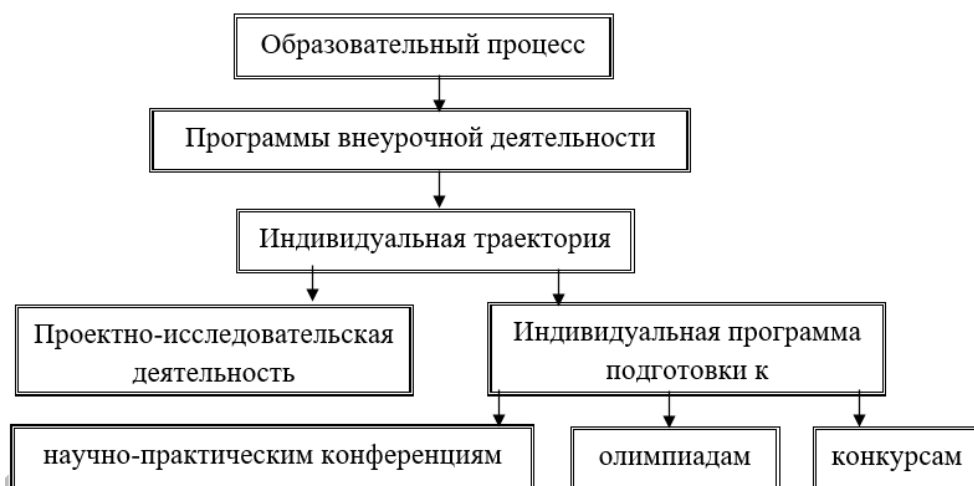 Образовательный процесс
Программы внеурочной деятельности
Индивидуальная траектория
Проектно-исследовательская
деятельность
Индивидуальная программа
подготовки к
научно-практическим конференциям
олимпиадам
конкурсам